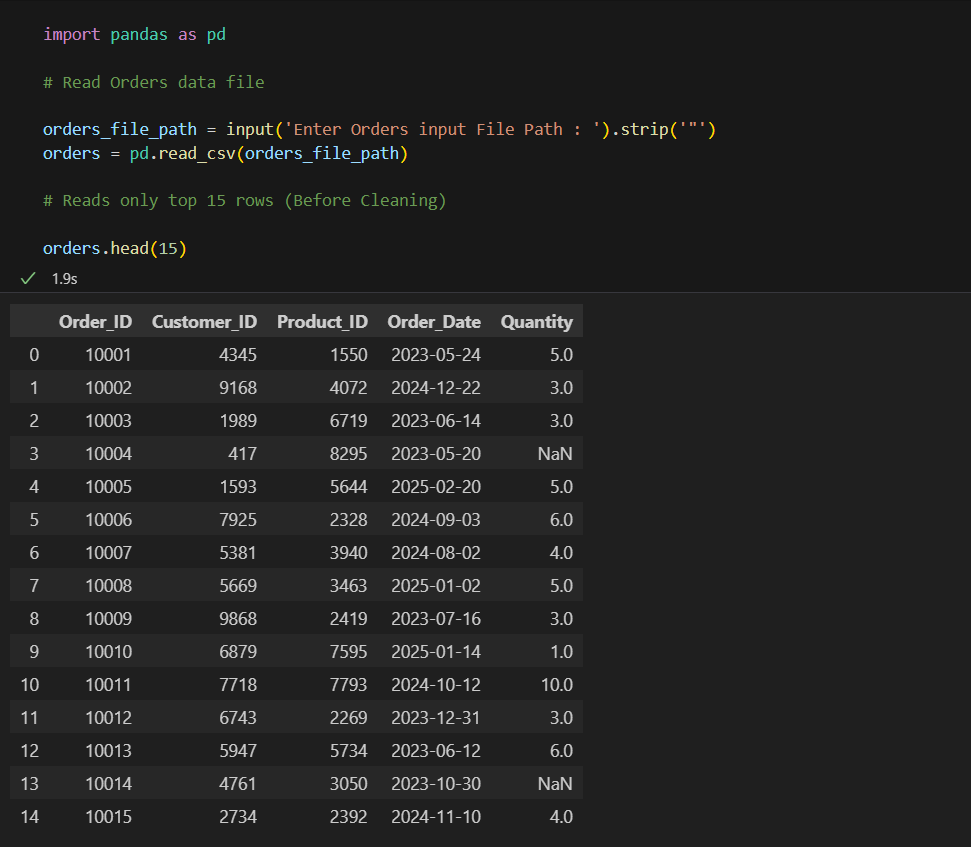 import pandas as pd
# Read Orders data file
orders_file_path = input('Enter Orders input File Path : ').strip('"')
orders = pd.read_csv(orders_file_path)
# Reads only top 15 rows (Before Cleaning)
orders.head(15)
1.9s
Order_ID Customer_ID Product_ID Order_Date Quantity
0 10001 4345 1550 2023-05-24 5.0
1 10002 9168 4072 2024-12-22 3.0
2 10003 1989 6719 2023-06-14 3.0
3 10004 417 8295 2023-05-20 NaN
4 10005 1593 5644 2025-02-20 5.0
5 10006 7925 2328 2024-09-03 6.0
6 10007 5381 3940 2024-08-02 4.0
7 10008 5669 3463 2025-01-02 5.0
8 10009 9868 2419 2023-07-16 3.0
9 10010 6879 7595 2025-01-14 1.0
10 10011 7718 7793 2024-10-12 10.0
11 10012 6743 2269 2023-12-31 3.0
12 10013 5947 5734 2023-06-12 6.0
13 10014 4761 3050 2023-10-30 NaN
14 10015 2734 2392 2024-11-10 4.0